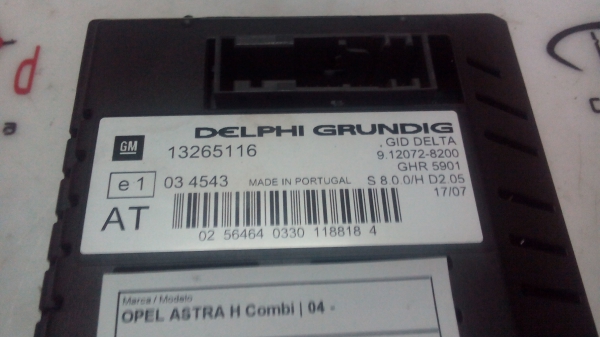 DELPHI GRUNDIG
GM
13265116
. GID DELTA
9.12072-8200
GHR 5901
e 1
03 4543
MADE IN PORTUGAL
S 8.0.0/H D2.05
17/07
AT
02 56464 0330 118818 4
Marca / Modelo
OPEL ASTRA H Combi | 04 -
d
a